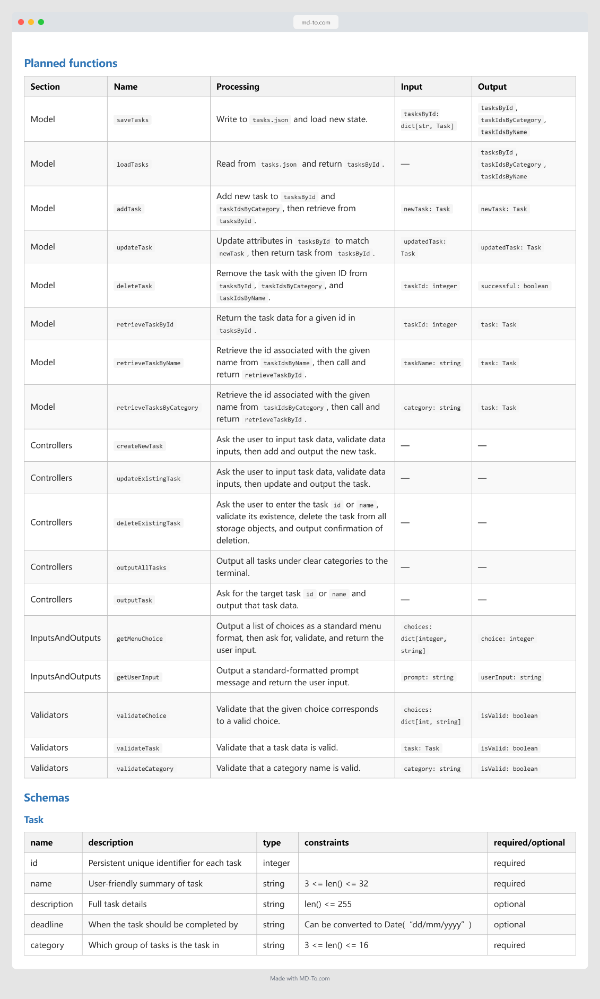 md-to.com
Planned functions
Section Name Processing Input Output
Model saveTasks Write to tasks.json and load new state. tasksById: dict[str, Task] tasksById, taskIdsByCategory, taskIdsByName
Model loadTasks Read from tasks.json and return tasksById. — tasksById, taskIdsByCategory, taskIdsByName
Model addTask Add new task to tasksById and taskIdsByCategory, then retrieve from tasksById. newTask: Task newTask: Task
Model updateTask Update attributes in tasksById to match newTask, then return task from tasksById. updatedTask: Task updatedTask: Task
Model deleteTask Remove the task with the given ID from tasksById, taskIdsByCategory, and taskIdsByName. taskId: integer successful: boolean
Model retrieveTaskById Return the task data for a given id in tasksById. taskId: integer task: Task
Model retrieveTaskByName Retrieve the id associated with the given name from taskIdsByName, then call and return retrieveTaskById. taskName: string task: Task
Model retrieveTasksByCategory Retrieve the id associated with the given name from taskIdsByCategory, then call and return retrieveTaskById. category: string task: Task
Controllers createNewTask Ask the user to input task data, validate data inputs, then add and output the new task. — —
Controllers updateExistingTask Ask the user to input task data, validate data inputs, then update and output the task. — —
Controllers deleteExistingTask Ask the user to enter the task id or name, validate its existence, delete the task from all storage objects, and output confirmation of deletion. — —
Controllers outputAllTasks Output all tasks under clear categories to the terminal. — —
Controllers outputTask Ask for the target task id or name and output that task data. — —
InputsAndOutputs getMenuChoice Output a list of choices as a standard menu format, then ask for, validate, and return the user input. choices: dict[integer, string] choice: integer
InputsAndOutputs getUserInput Output a standard-formatted prompt message and return the user input. prompt: string userInput: string
Validators validateChoice Validate that the given choice corresponds to a valid choice. choices: dict[int, string] isValid: boolean
Validators validateTask Validate that a task data is valid. task: Task isValid: boolean
Validators validateCategory Validate that a category name is valid. category: string isValid: boolean
Schemas
Task
name description type constraints required/optional
id Persistent unique identifier for each task integer required
name User-friendly summary of task string 3 <= len() <= 32 required
description Full task details string len() <= 255 optional
deadline When the task should be completed by string Can be converted to Date( “dd/mm/yyyy” ) optional
category Which group of tasks is the task in string 3 <= len() <= 16 required
Made with MD-To.com